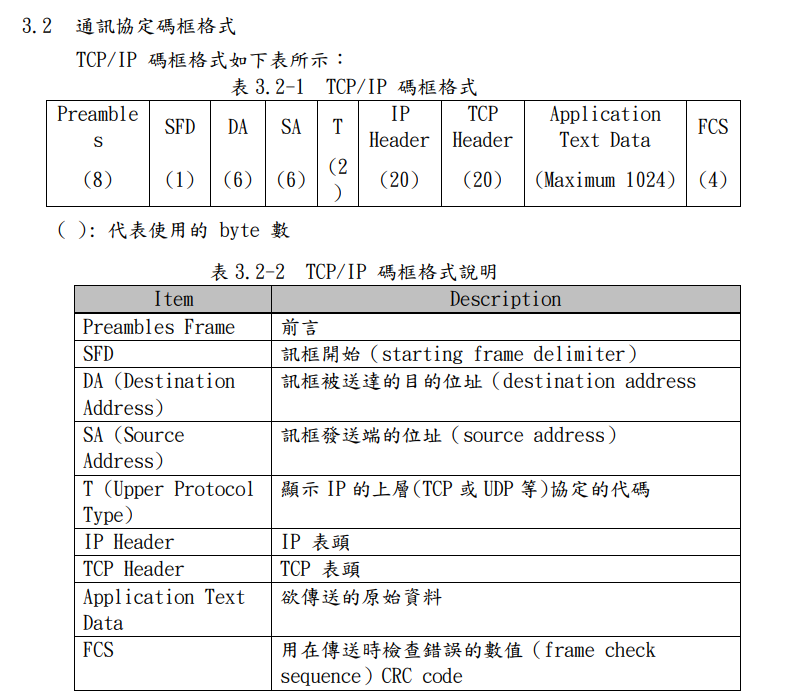 3.2 通訊協定碼框格式
TCP/IP 碼框格式如下表所示：
表 3.2-1 TCP/IP 碼框格式
Preamble
s
(8)
SFD
(1)
DA
(6)
SA
(6)
T
(2
)
IP
Header
(20)
TCP
Header
(20)
Application
Text Data
(Maximum 1024)
FCS
(4)
( ): 代表使用的 byte 數
表 3.2-2 TCP/IP 碼框格式說明
Item Description
Preambles Frame 前言
SFD 訊框開始（starting frame delimiter）
DA (Destination
Address)
訊框被送達的目的位址（destination address
SA (Source
Address)
訊框發送端的位址（source address）
T (Upper Protocol
Type)
顯示 IP 的上層(TCP 或 UDP 等)協定的代碼
IP Header IP 表頭
TCP Header TCP 表頭
Application Text
Data
欲傳送的原始資料
FCS 用在傳送時檢查錯誤的數值（frame check
sequence）CRC code